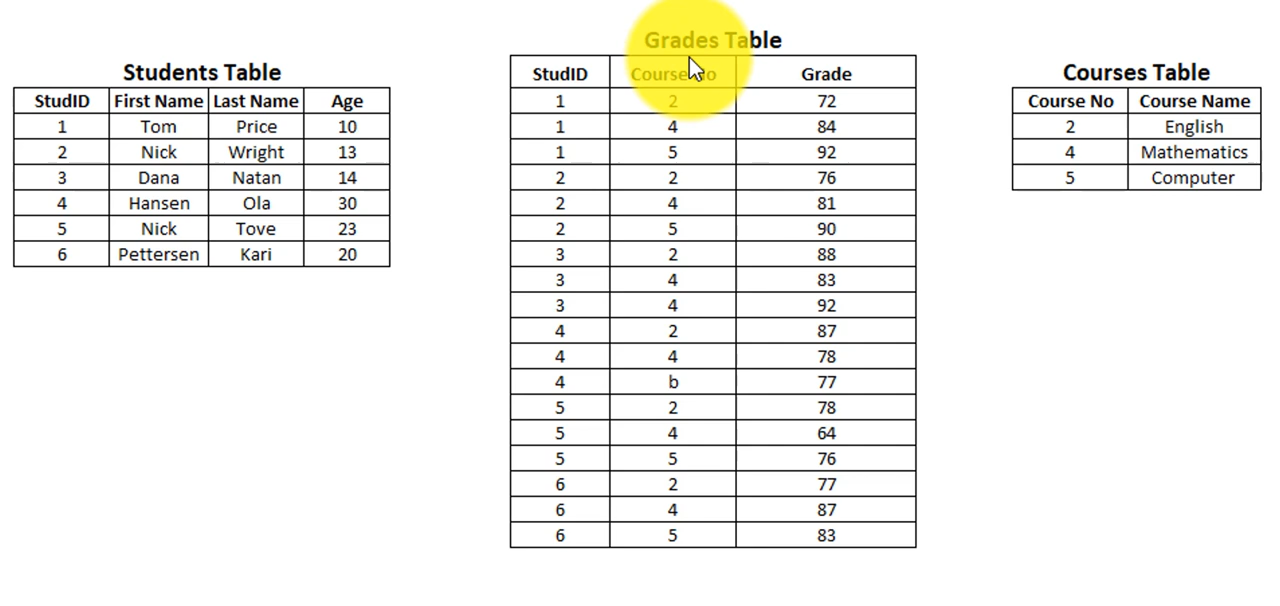 Students Table
StudID First Name Last Name Age
1 Tom Price 10
2 Nick Wright 13
3 Dana Natan 14
4 Hansen Ola 30
5 Nick Tove 23
6 Pettersen Kari 20
Grades Table
StudID Course No Grade
1 2 72
1 4 84
1 5 92
2 2 76
2 4 81
2 5 90
3 2 88
3 4 83
3 4 92
4 2 87
4 4 78
4 b 77
5 2 78
5 4 64
5 5 76
6 2 77
6 4 87
6 5 83
Courses Table
Course No Course Name
2 English
4 Mathematics
5 Computer